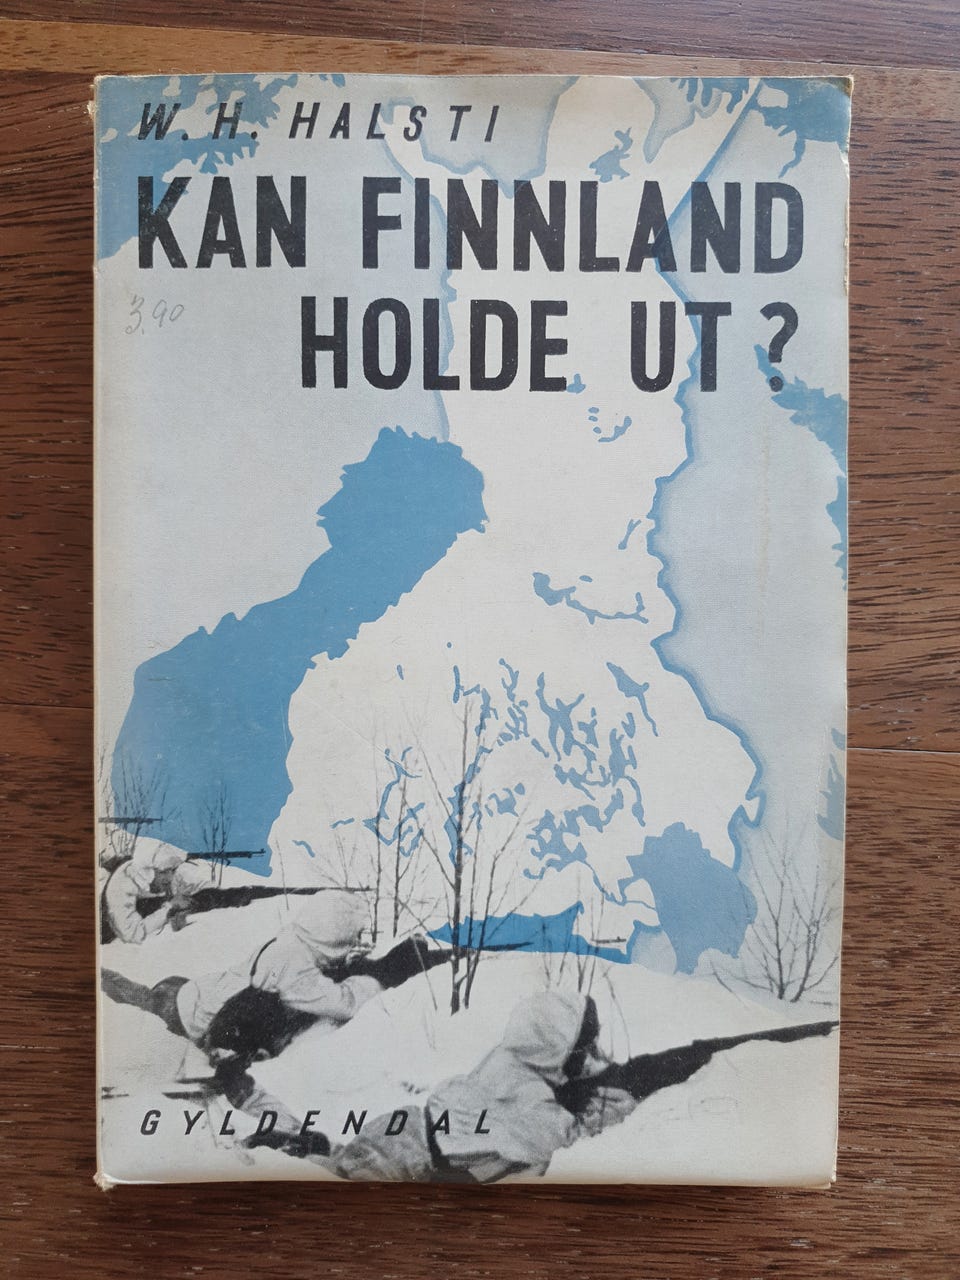 W. H. HALSTI
KAN FINNLAND
HOLDE UT?
3.90
GYLDENDAL